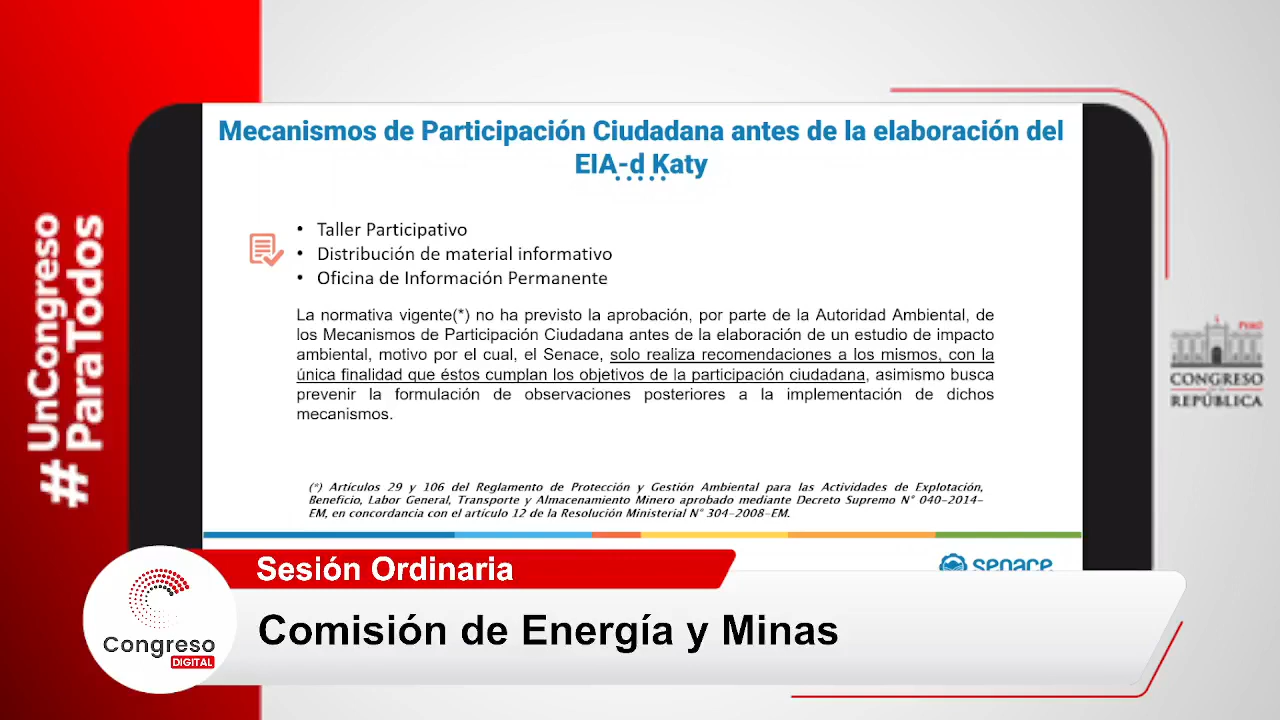 Mecanismos de Participación Ciudadana antes de la elaboración del
EIA-d Katy
• Taller Participativo
• Distribución de material informativo
• Oficina de Información Permanente
La normativa vigente(*) no ha previsto la aprobación, por parte de la Autoridad Ambiental, de
los Mecanismos de Participación Ciudadana antes de la elaboración de un estudio de impacto
ambiental, motivo por el cual, el Senace, solo realiza recomendaciones a los mismos, con la
única finalidad que éstos cumplan los objetivos de la participación ciudadana, asimismo busca
prevenir la formulación de observaciones posteriores a la implementación de dichos
mecanismos.
(*) Artículos 29 y 106 del Reglamento de Protección y Gestión Ambiental para las Actividades de Explotación,
Beneficio, Labor General, Transporte y Almacenamiento Minero aprobado mediante Decreto Supremo N° 040-2014-
EM, en concordancia con el artículo 12 de la Resolución Ministerial N° 304-2008-EM.
senace
#UnCongreso
ParaTodos
PERÚ
CONGRESO
REPÚBLICA
Sesión Ordinaria
Comisión de Energía y Minas
Congreso
DIGITAL